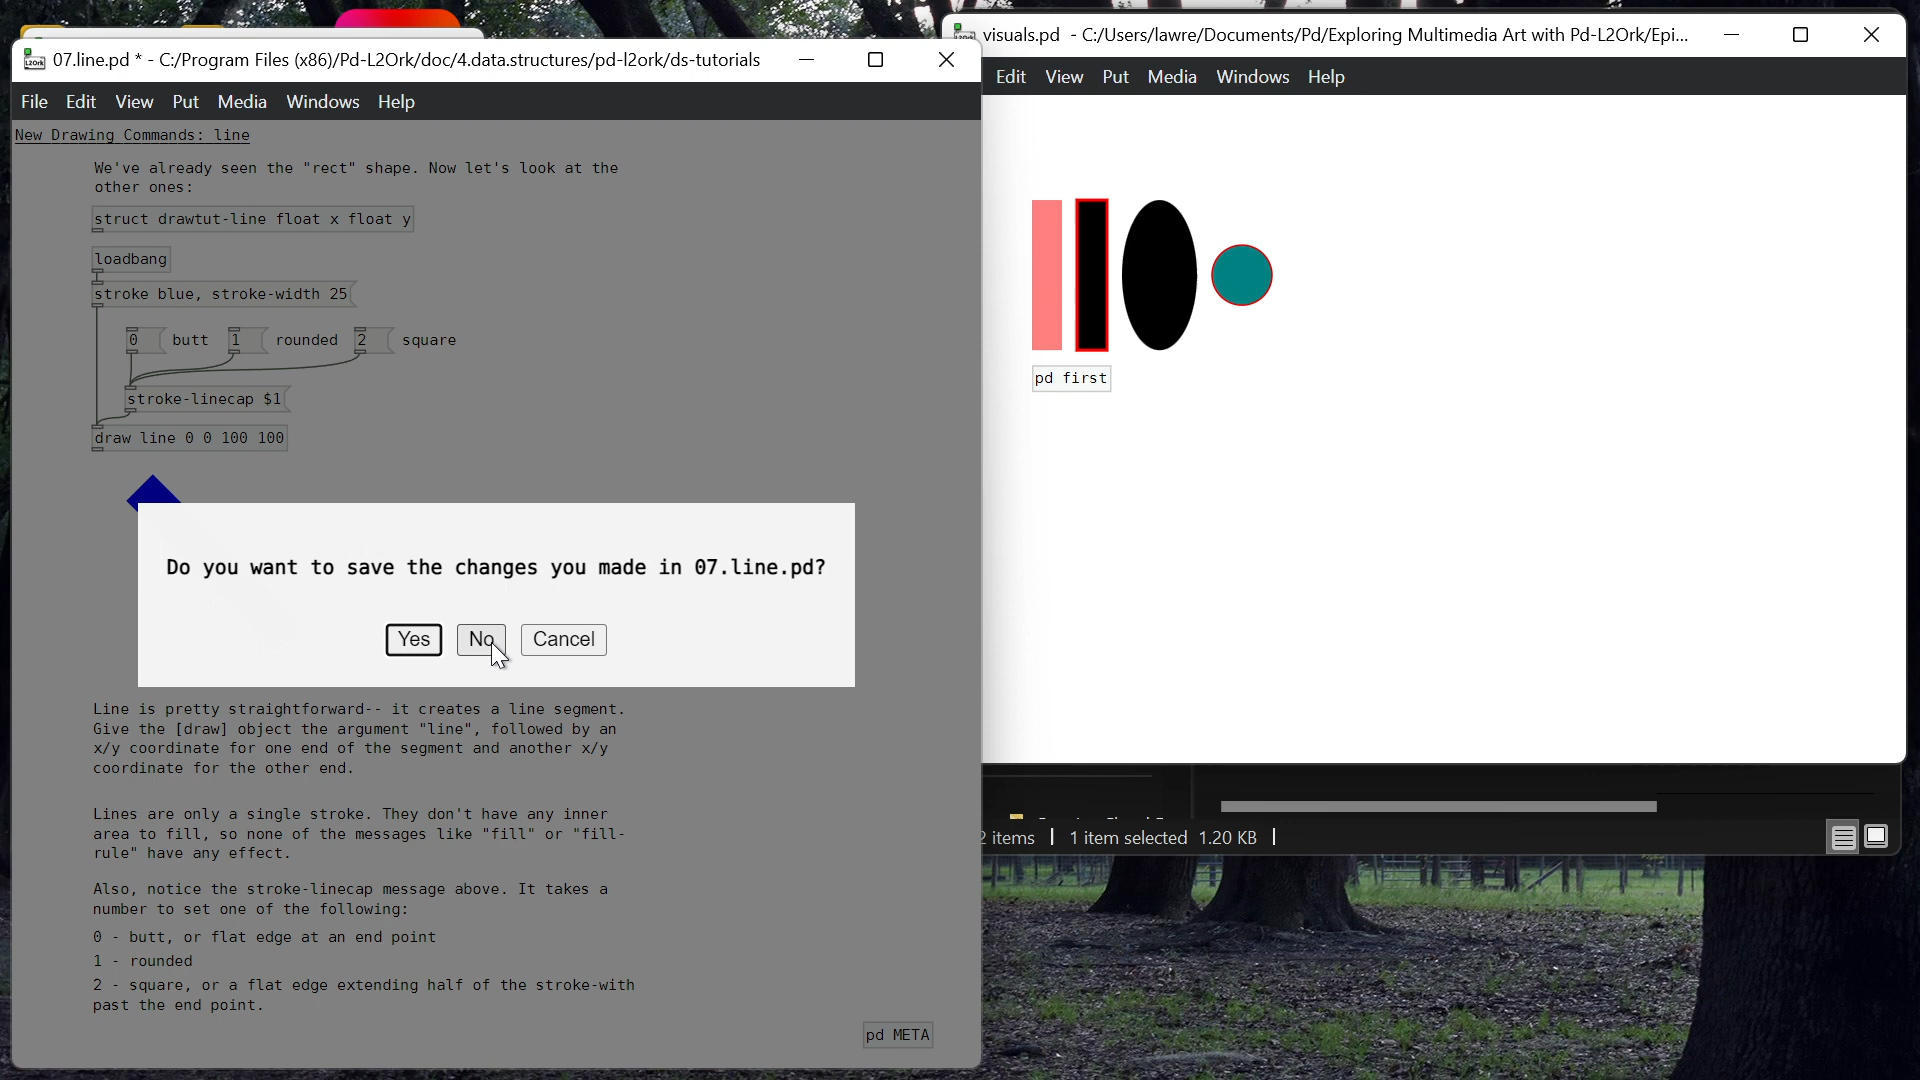 07.line.pd * - C:/Program Files (x86)/Pd-L2Ork/doc/4.data.structures/pd-l2ork/ds-tutorials
File Edit View Put Media Windows Help
New Drawing Commands: line
We've already seen the "rect" shape. Now let's look at the
other ones:
struct drawtut-line float x float y
loadbang
stroke blue, stroke-width 25
0 butt 1 rounded 2 square
stroke-linecap $1
draw line 0 0 100 100
Do you want to save the changes you made in 07.line.pd?
Yes No Cancel
Line is pretty straightforward-- it creates a line segment.
Give the [draw] object the argument "line", followed by an
x/y coordinate for one end of the segment and another x/y
coordinate for the other end.
Lines are only a single stroke. They don't have any inner
area to fill, so none of the messages like "fill" or "fill-
rule" have any effect.
Also, notice the stroke-linecap message above. It takes a
number to set one of the following:
0 - butt, or flat edge at an end point
1 - rounded
2 - square, or a flat edge extending half of the stroke-with
past the end point.
pd META
visuals.pd - C:/Users/lawre/Documents/Pd/Exploring Multimedia Art with Pd-L2Ork/Epi...
Edit View Put Media Windows Help
pd first
2 items 1 item selected 1.20 KB